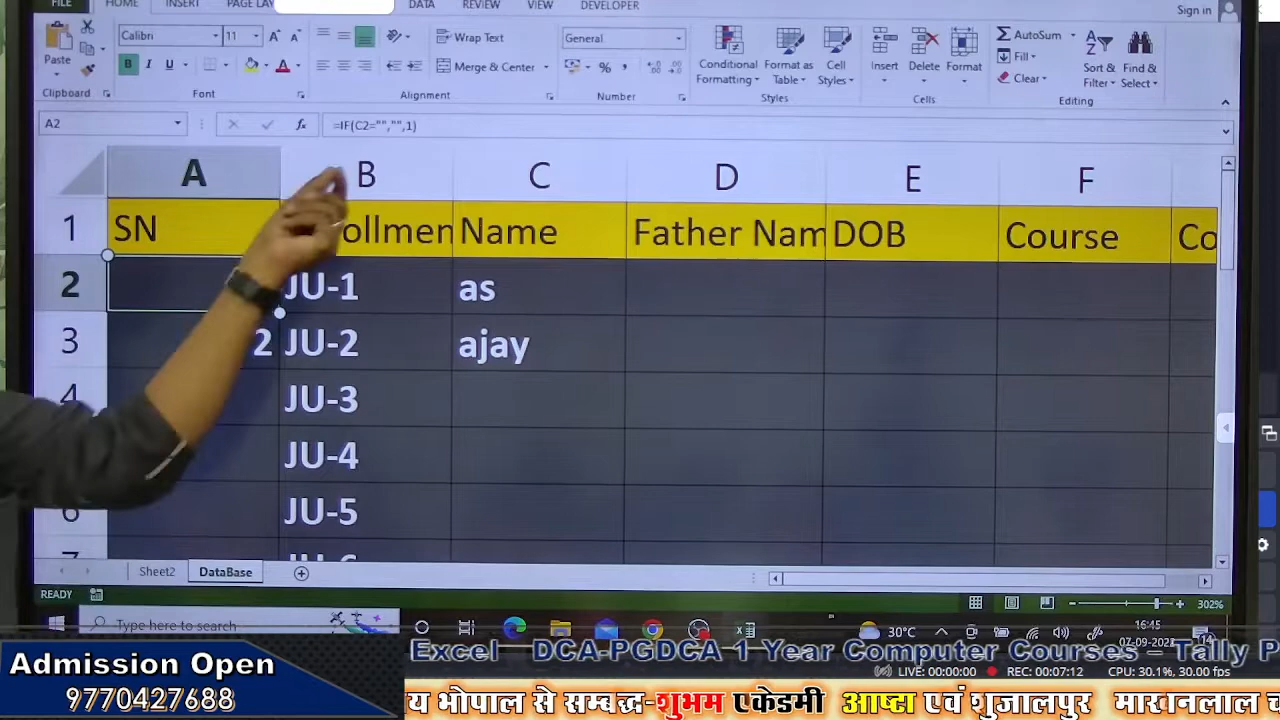 FILE HOME INSERT PAGE LAY DATA REVIEW VIEW DEVELOPER Sign in
Paste Calibri 11 Wrap Text General Conditional Formatting Format as Table Cell Styles Insert Delete Format AutoSum Sort & Filter Find & Select
B I U Merge & Center % Fill
Clear
Clipboard Font Alignment Number Styles Cells Editing
A2 fx =IF(C2="","",1)
A B C D E F
1 SN ollmen Name Father Nam DOB Course Co
2 JU-1 as
3 2 JU-2 ajay
4 JU-3
JU-4
6 JU-5
Sheet2 DataBase
READY 302%
Type here to search 30°C 16:45
Admission Open
9770427688
Excel DCA-PGDCA 1 Year Computer Courses – Tally P
LIVE: 00:00:00 REC: 00:07:12 CPU: 30.1%, 30.00 fps
य भोपाल से सम्बद्ध-शुभम एकेडमी आष्टा एवं शुजालपुर माखनलाल च